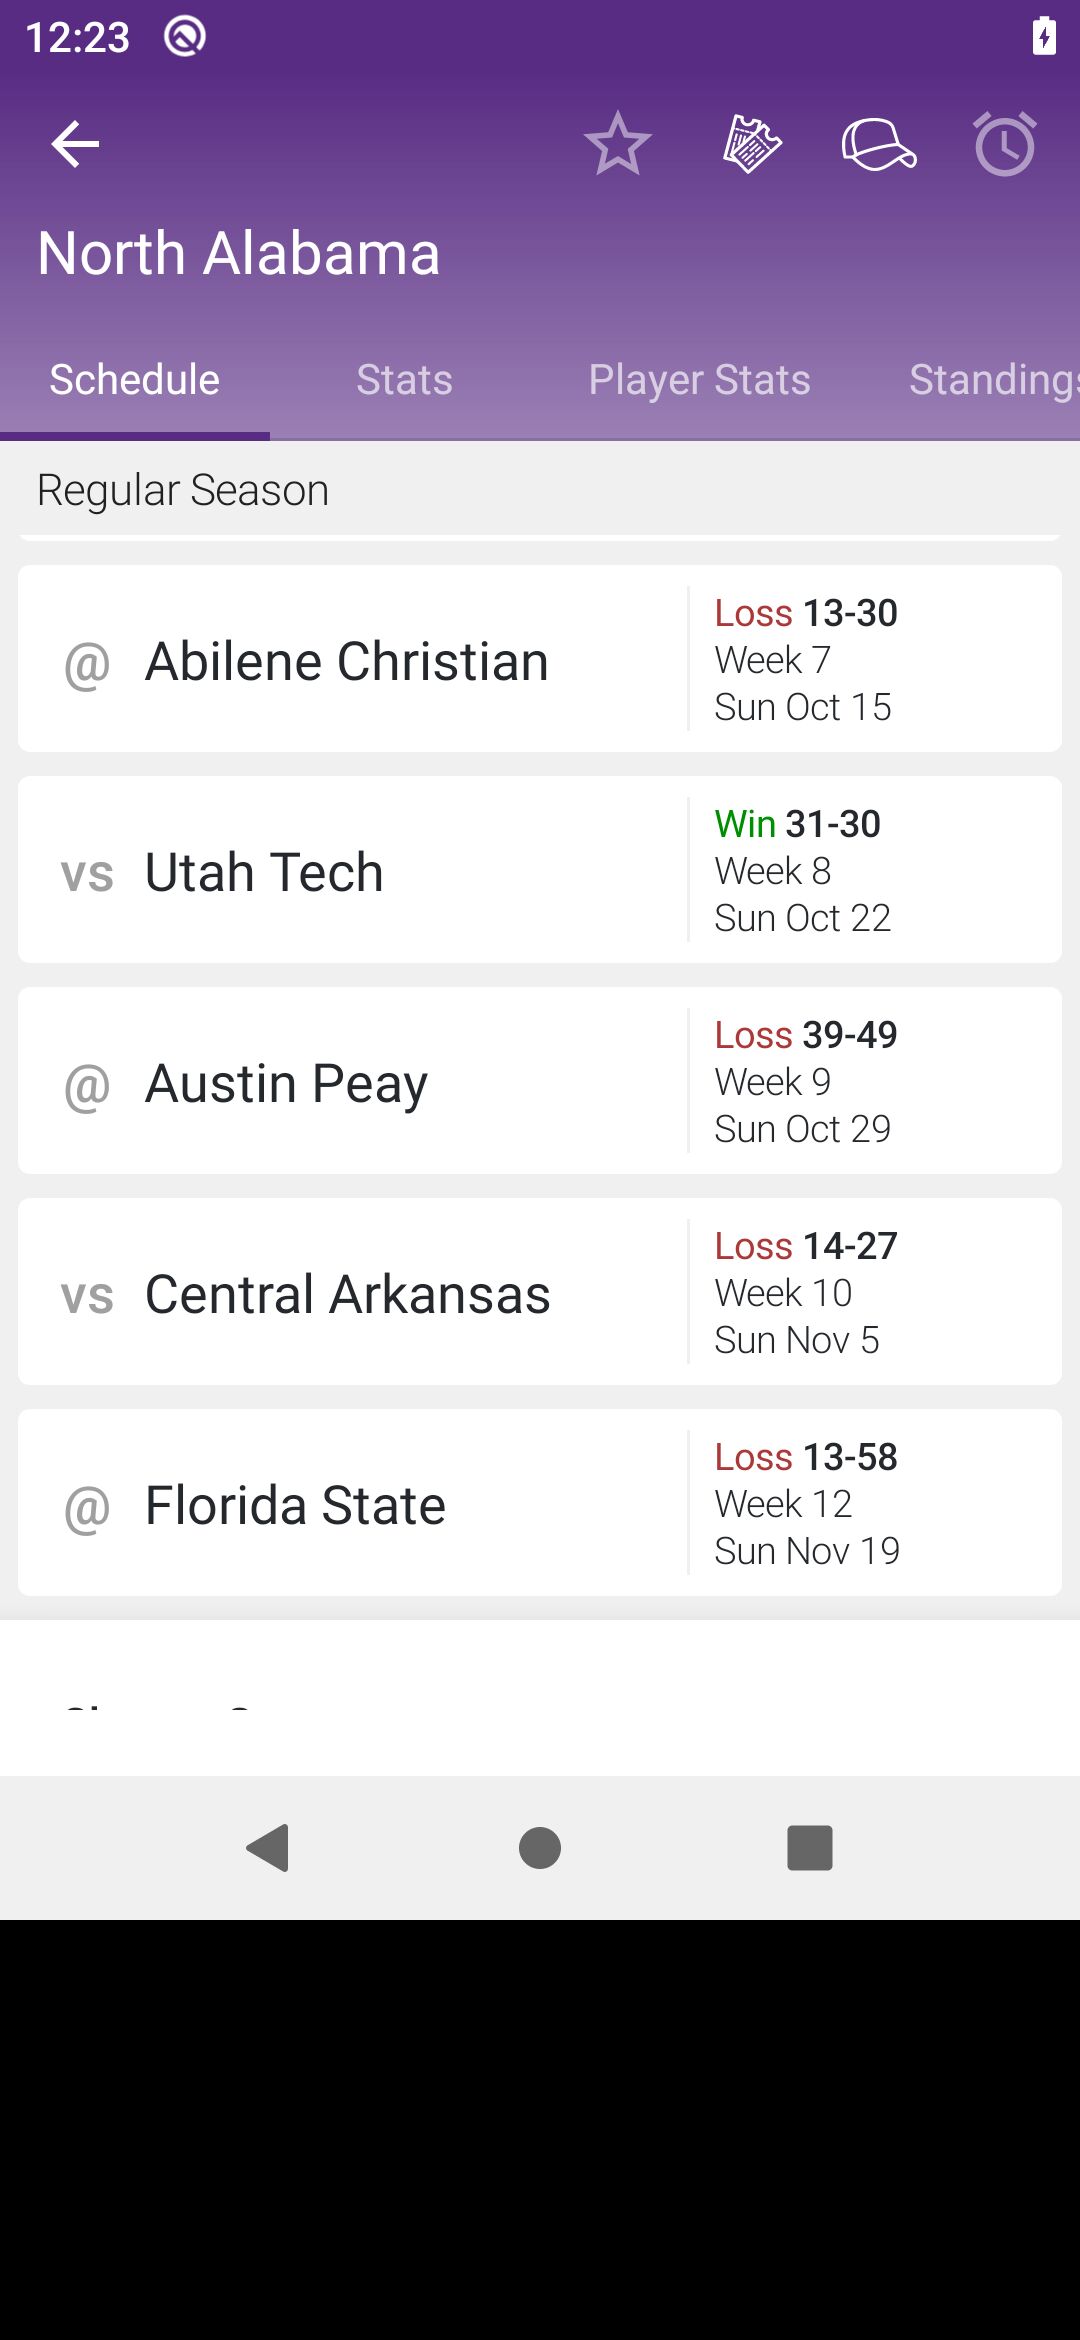 12:23
North Alabama
Schedule Stats Player Stats Standings
Regular Season
@ Abilene Christian
Loss 13-30
Week 7
Sun Oct 15
vs Utah Tech
Win 31-30
Week 8
Sun Oct 22
@ Austin Peay
Loss 39-49
Week 9
Sun Oct 29
vs Central Arkansas
Loss 14-27
Week 10
Sun Nov 5
@ Florida State
Loss 13-58
Week 12
Sun Nov 19